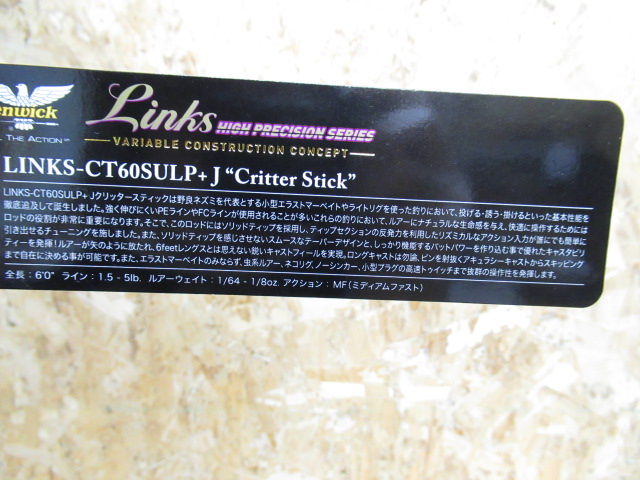 enwick
Links HIGH PRECISION SERIES
THE ACTION
VARIABLE CONSTRUCTION CONCEPT
LINKS-CT60SULP+ J “Critter Stick”
LINKS-CT60SULP+ Jクリッタースティックは野良ネズミを代表とする小型エラストマーベイトやライトリグを使った釣りにおいて、投げる・誘う・掛けるといった基本性能を
徹底追及して誕生しました。強く伸びにくいPEラインやFCラインが使用されることが多いこれらの釣りにおいて、ルアーにナチュラルな生命感を与え、快適に操作するためには
ロッドの役割が非常に重要になります。そこで、このロッドにはソリッドティップを採用し、ティップセクションの反発力を利用したリズミカルなアクション入力が誰にでも簡単に
引き出せるチューニングを施しました。また、ソリッドティップを感じさせないスムースなテーパーデザインと、しっかり機能するバットパワーを作り込む事で優れたキャスタビリ
ティーを発揮!ルアーが矢のように放たれ、6feetレングスとは思えない鋭いキャストフィールを実現。ロングキャストは勿論、ピンを射抜くアキュラシーキャストからスキッピング
まで自在に決める事が可能です。また、エラストマーベイトのみならず、虫系ルアー、ネコリグ、ノーシンカー、小型プラグの高速トゥイッチまで抜群の操作性を発揮します。
全長:6'0" ライン:1.5 - 5lb. ルアーウェイト:1/64 - 1/8oz. アクション:MF(ミディアムファスト)